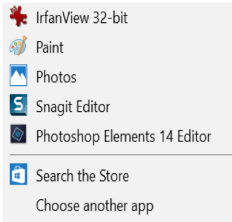 IrfanView 32-bit
Paint
Photos
Snagit Editor
Photoshop Elements 14 Editor
Search the Store
Choose another app